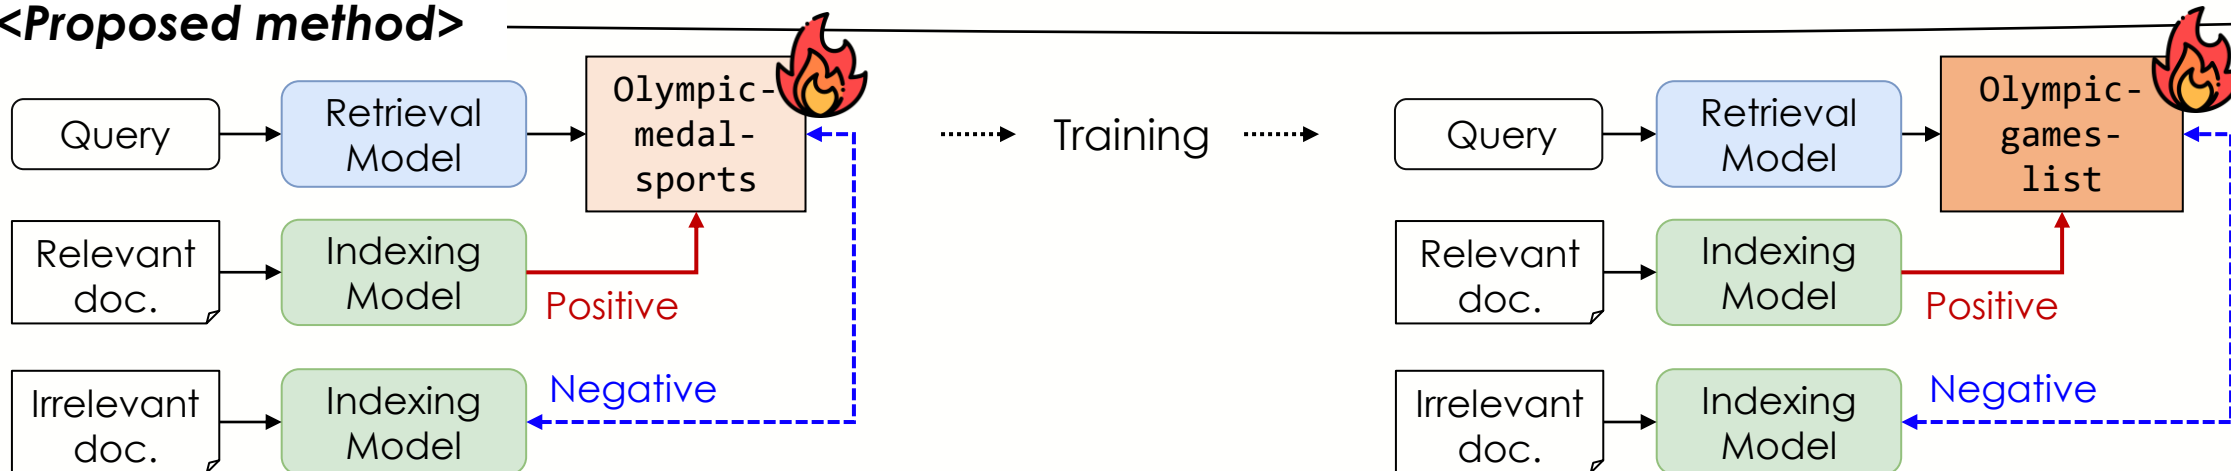 <Proposed method>
Query
Retrieval
Model
Olympic-
medal-
sports
Relevant
doc.
Indexing
Model
Positive
Irrelevant
doc.
Indexing
Model
Negative
Training
Query
Retrieval
Model
Olympic-
games-
list
Relevant
doc.
Indexing
Model
Positive
Irrelevant
doc.
Indexing
Model
Negative